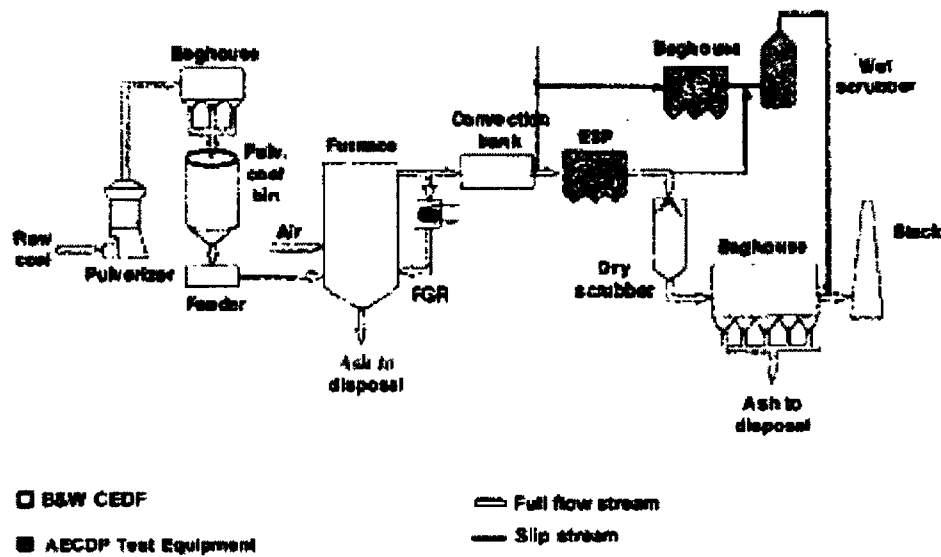 Baghouse
Baghouse
Wet
scrubber
Convection
bank
ESP
Furnace
Pulv.
coal
bin
Air
Stack
Raw
coal
Baghouse
Pulverizer
Dry
scrubber
Feeder
FGR
Ash to
disposal
Ash to
disposal
B&W CEDF
Full flow stream
AECDP Test Equipment
Slip stream